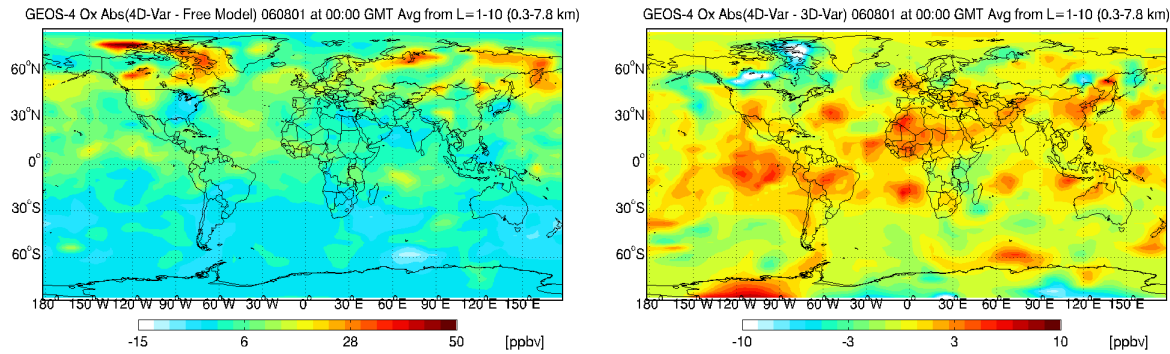 GEOS-4 Ox Abs(4D-Var - Free Model) 060801 at 00:00 GMT Avg from L=1-10 (0.3-7.8 km)
60°N
30°N
0°
30°S
60°S
180 150°W 120°W 90°W 60°W 30°W 0° 30°E 60°E 90°E 120°E 150°E
-15 6 28 50 [ppbv]
GEOS-4 Ox Abs(4D-Var - 3D-Var) 060801 at 00:00 GMT Avg from L=1-10 (0.3-7.8 km)
60°N
30°N
0°
30°S
60°S
180 150°W 120°W 90°W 60°W 30°W 0° 30°E 60°E 90°E 120°E 150°E
-10 -3 3 10 [ppbv]